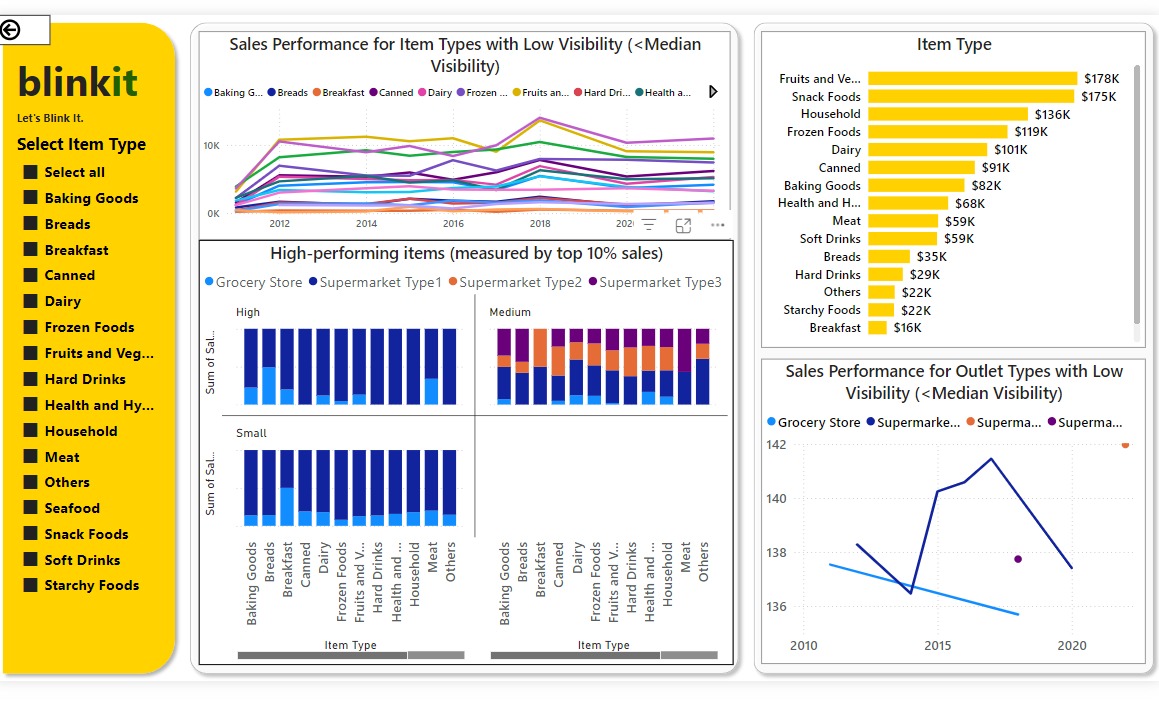 blinkit
Let's Blink It.
Select Item Type
Select all
Baking Goods
Breads
Breakfast
Canned
Dairy
Frozen Foods
Fruits and Veg...
Hard Drinks
Health and Hy...
Household
Meat
Others
Seafood
Snack Foods
Soft Drinks
Starchy Foods
Sales Performance for Item Types with Low Visibility (<Median
Visibility)
Baking G... Breads Breakfast Canned Dairy Frozen ... Fruits an... Hard Dri... Health a...
10K
0K
2012 2014 2016 2018 202
High-performing items (measured by top 10% sales)
Grocery Store Supermarket Type1 Supermarket Type2 Supermarket Type3
High
Medium
Sum of Sal...
Small
Sum of Sal...
Baking Goods
Breads
Breakfast
Canned
Dairy
Frozen Foods
Fruits and V...
Hard Drinks
Health and ...
Household
Meat
Others
Item Type
Baking Goods
Breads
Breakfast
Canned
Dairy
Frozen Foods
Fruits and V...
Hard Drinks
Health and ...
Household
Meat
Others
Item Type
Item Type
Fruits and Ve... $178K
Snack Foods $175K
Household $136K
Frozen Foods $119K
Dairy $101K
Canned $91K
Baking Goods $82K
Health and H... $68K
Meat $59K
Soft Drinks $59K
Breads $35K
Hard Drinks $29K
Others $22K
Starchy Foods $22K
Breakfast $16K
Sales Performance for Outlet Types with Low
Visibility (<Median Visibility)
Grocery Store Supermarke... Superma... Superma...
142
140
138
136
2010 2015 2020